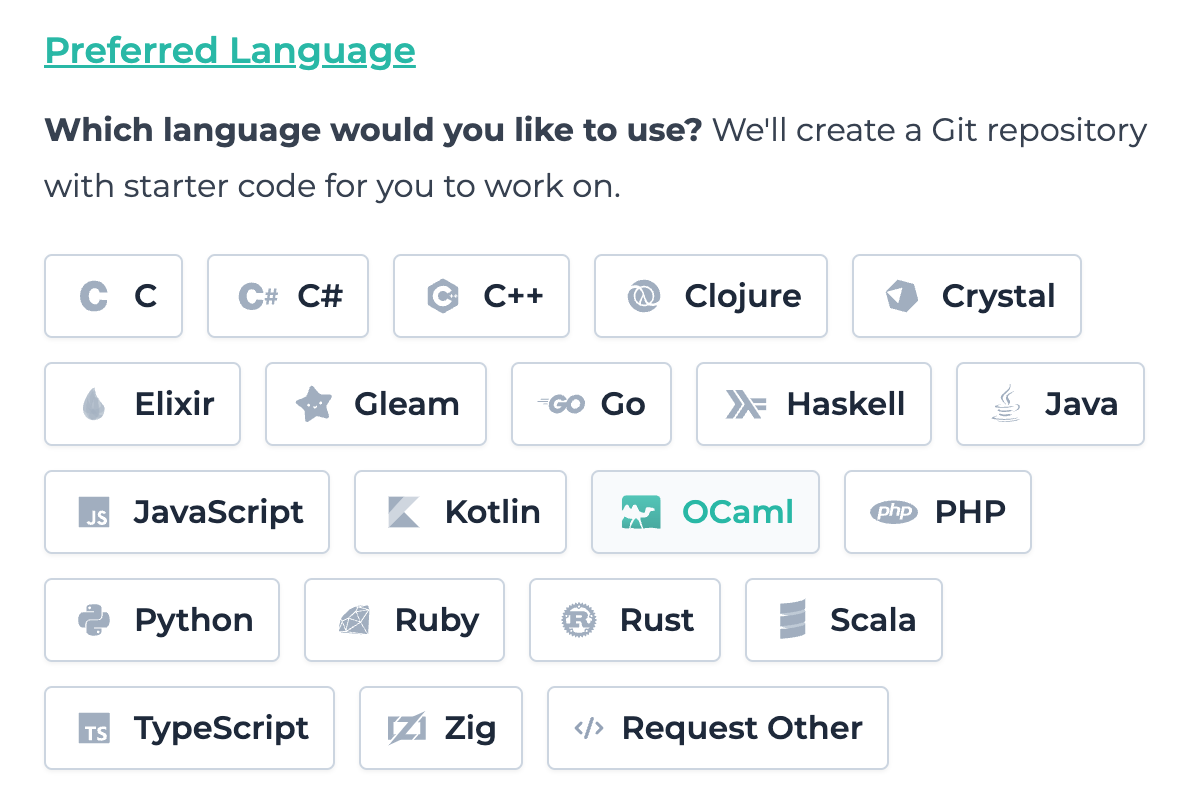 Preferred Language
Which language would you like to use? We'll create a Git repository
with starter code for you to work on.
C C C# C# C C++ Clojure Crystal
Elixir Gleam GO Go Haskell Java
JS JavaScript Kotlin OCaml php PHP
Python Ruby R Rust Scala
TS TypeScript Zig </> Request Other